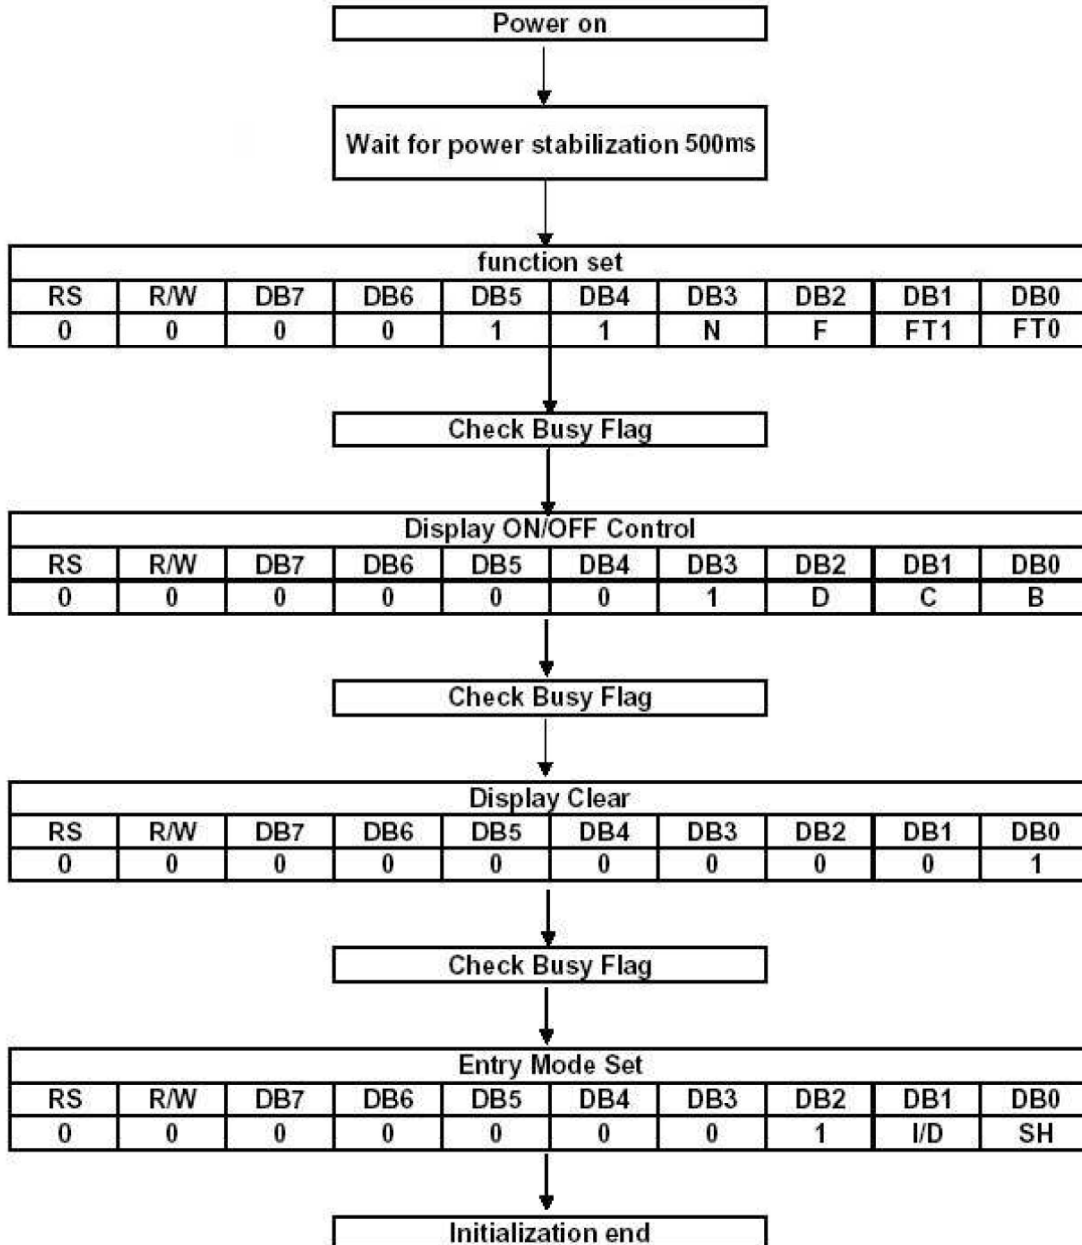 Power on
Wait for power stabilization 500ms
function set
RS R/W DB7 DB6 DB5 DB4 DB3 DB2 DB1 DB0
0 0 0 0 1 1 N F FT1 FT0
Check Busy Flag
Display ON/OFF Control
RS R/W DB7 DB6 DB5 DB4 DB3 DB2 DB1 DB0
0 0 0 0 0 0 1 D C B
Check Busy Flag
Display Clear
RS R/W DB7 DB6 DB5 DB4 DB3 DB2 DB1 DB0
0 0 0 0 0 0 0 0 0 1
Check Busy Flag
Entry Mode Set
RS R/W DB7 DB6 DB5 DB4 DB3 DB2 DB1 DB0
0 0 0 0 0 0 0 1 I/D SH
Initialization end